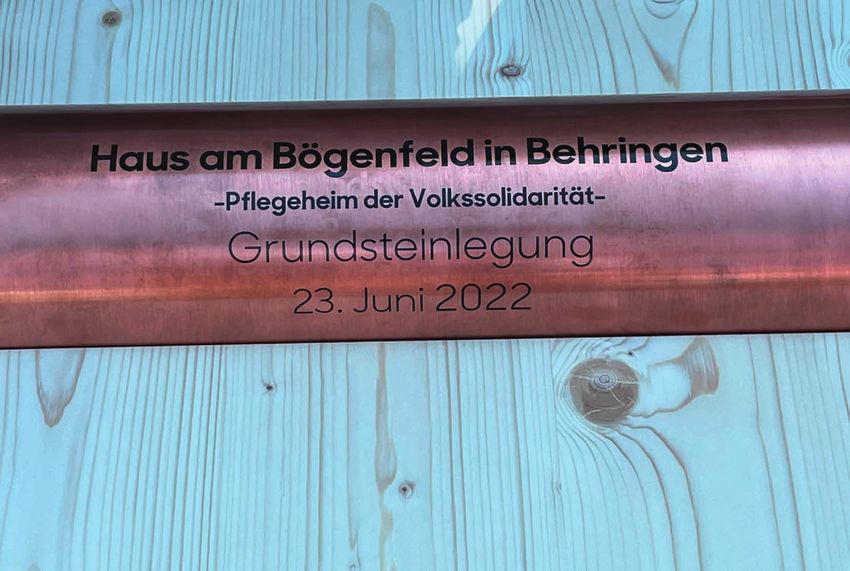 Haus am Bögenfeld in Behringen
-Pflegeheim der Volkssolidarität-
Grundsteinlegung
23. Juni 2022